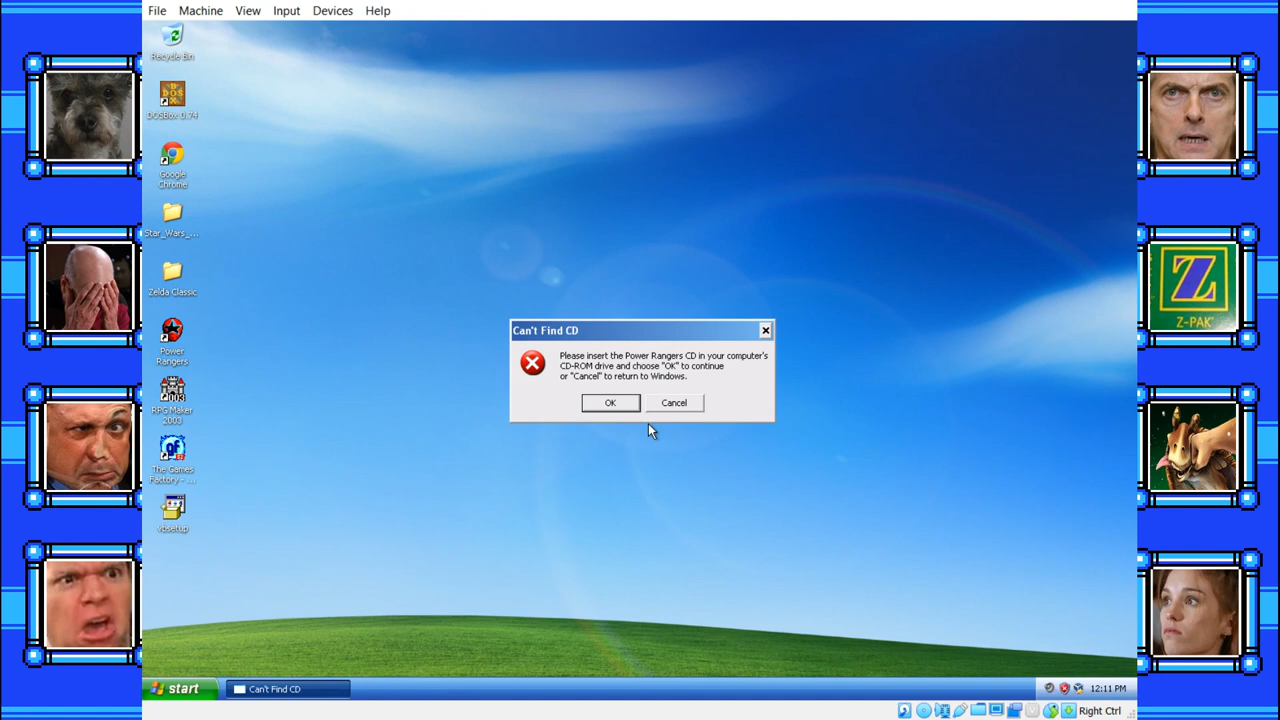 File Machine View Input Devices Help
Recycle Bin
DOSBox 0.74
Google
Chrome
Star_Wars_...
Zelda Classic
Power
Rangers
RPG Maker
2003
The Games
Factory - ...
vbsetup
Can't Find CD
Please insert the Power Rangers CD in your computer's
CD-ROM drive and choose "OK" to continue
or "Cancel" to return to Windows.
OK Cancel
Z
Z-PAK
start Can't Find CD 12:11 PM
Right Ctrl